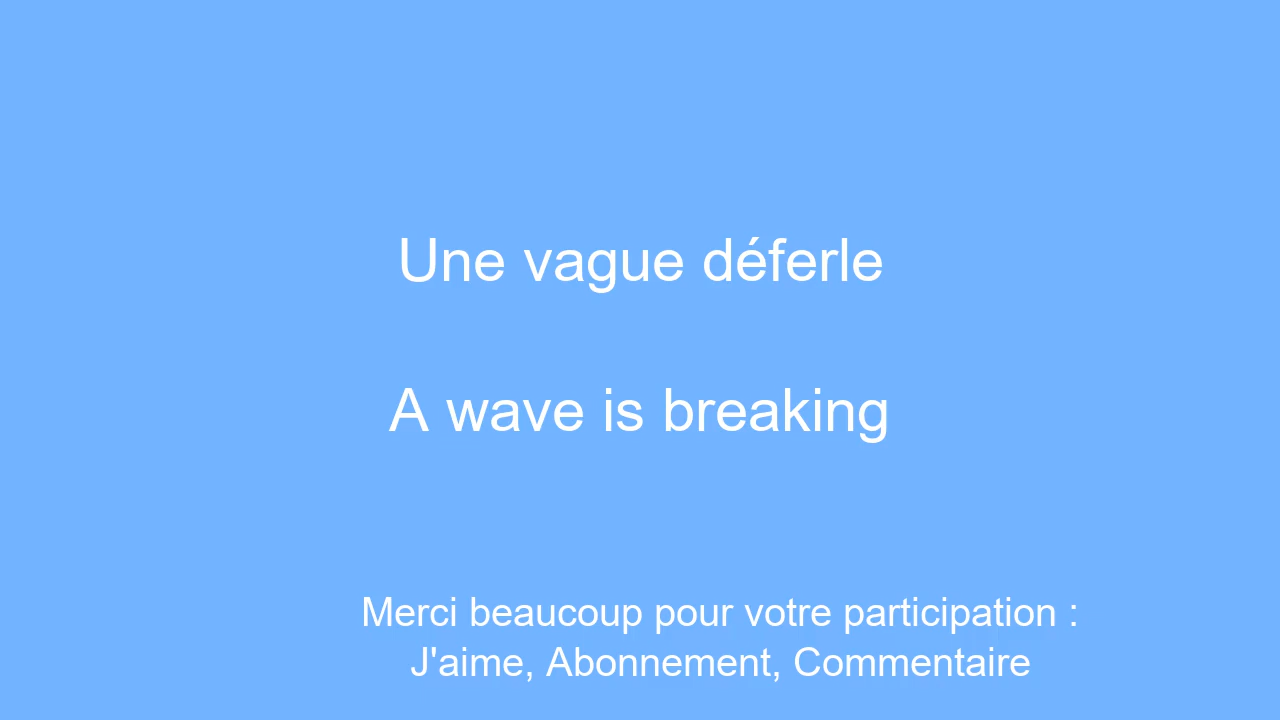 Une vague déferle
A wave is breaking
Merci beaucoup pour votre participation :
J'aime, Abonnement, Commentaire